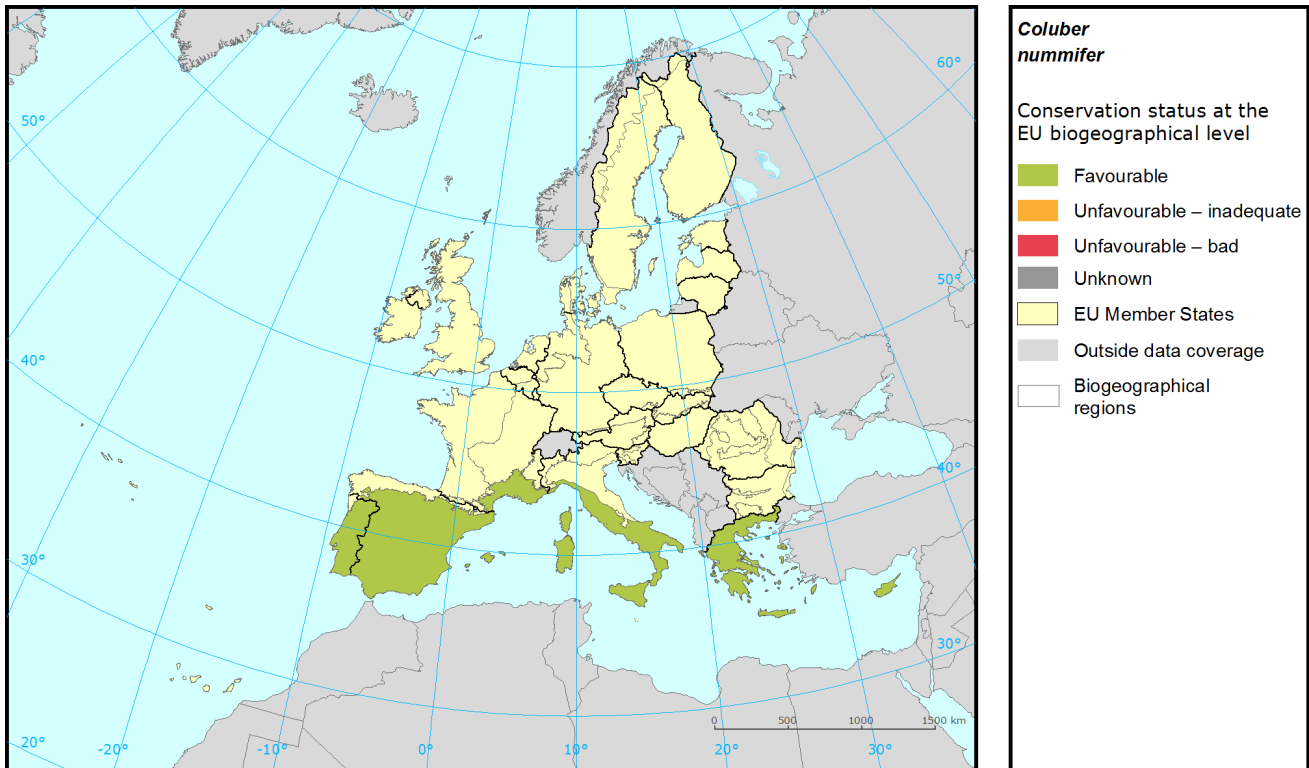 Coluber
nummifer
Conservation status at the
EU biogeographical level
Favourable
Unfavourable – inadequate
Unfavourable – bad
Unknown
EU Member States
Outside data coverage
Biogeographical
regions
60°
50°
50°
40°
40°
30°
30°
20°
-20°
-10°
0°
10°
20°
30°
0 500 1000 1500 km